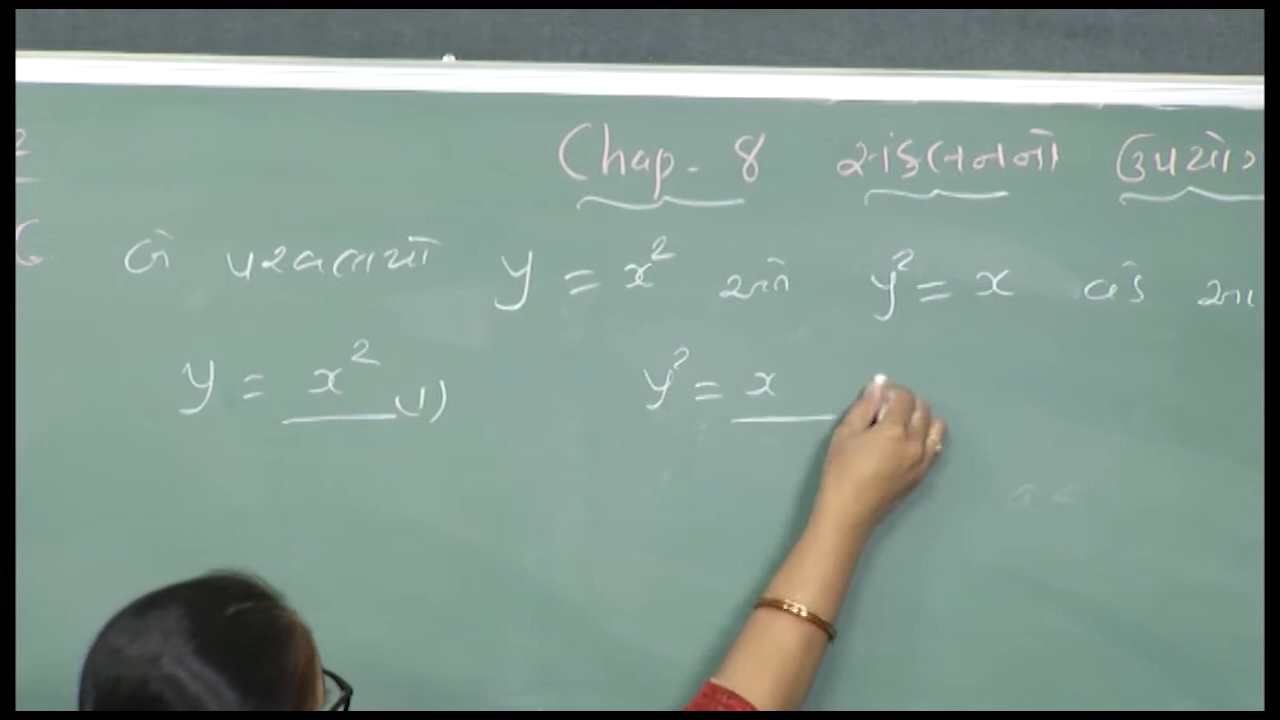 Chap. 8 સંકલનનો ઉપયોગ
બે પરવલયો y = x² અને y² = x વડે આ
y = x² (1) y² = x